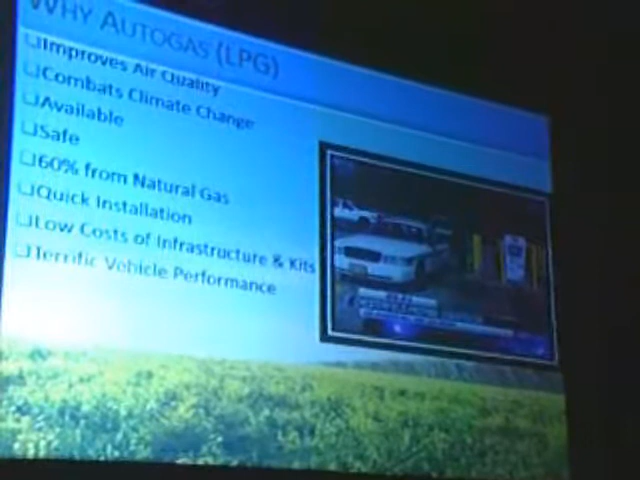 WHY AUTOGAS (LPG)
❑Improves Air Quality
❑Combats Climate Change
❑Available
❑Safe
❑60% from Natural Gas
❑Quick Installation
❑Low Costs of Infrastructure & Kits
❑Terrific Vehicle Performance